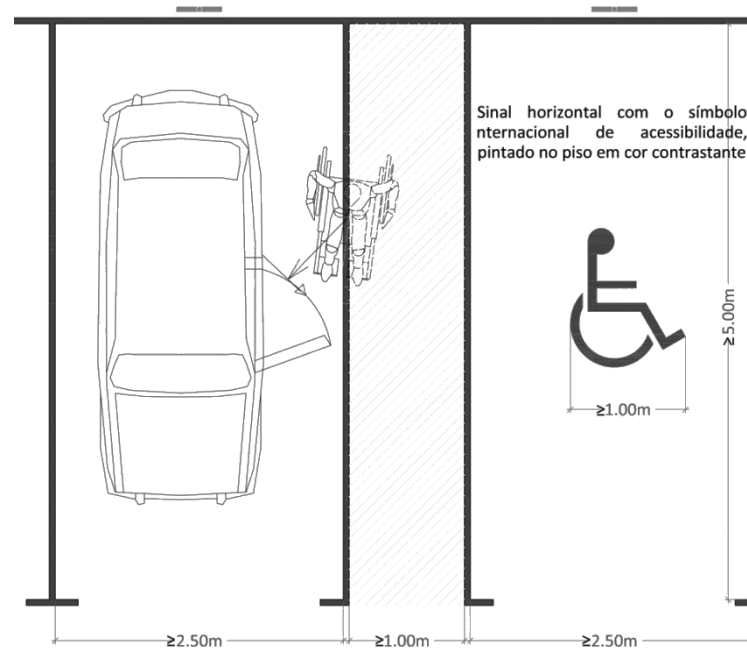 Sinal horizontal com o símbolo
nternacional de acessibilidade,
pintado no piso em cor contrastante
≥5.00m
≥1.00m
≥2.50m
≥1.00m
≥2.50m